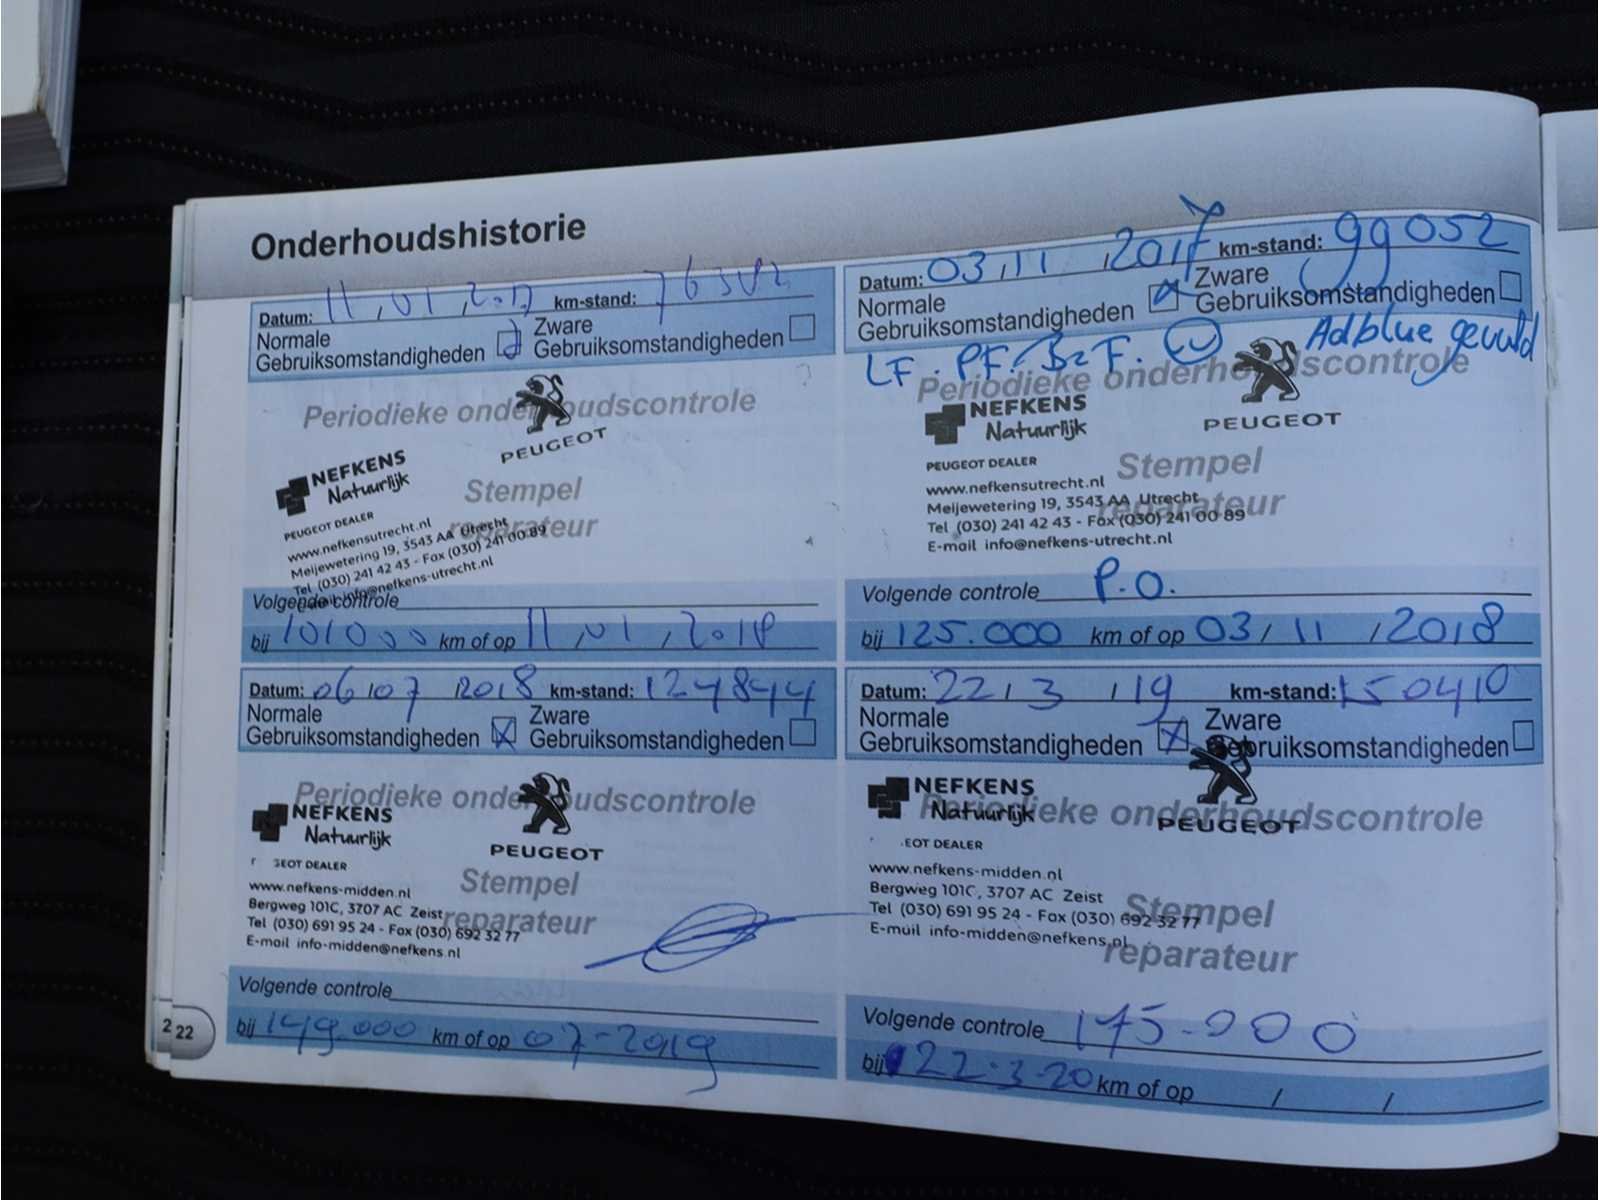 Onderhoudshistorie
Datum: 11 , 01 , 2017 km-stand:
Normale Gebruiksomstandigheden Zware Gebruiksomstandigheden
Periodieke onderhoudscontrole
NEFKENS
Natuurlijk
PEUGEOT
Stempel
reparateur
PEUGEOT DEALER
www.nefkensutrecht.nl
Meijewetering 19, 3543 AA Utrecht
Tel (030) 241 42 43 - Fax (030) 241 00 89
E-mail info@nefkens-utrecht.nl
Volgende controle
bij 101000 km of op 11 , 01 , 2018
Datum: 03 , 11 , 2017 km-stand: 99052
Normale Gebruiksomstandigheden Zware Gebruiksomstandigheden
LF . PF. BzF. Adblue gevuld
Periodieke onderhoudscontrole
NEFKENS
Natuurlijk
PEUGEOT
PEUGEOT DEALER
Stempel
reparateur
www.nefkensutrecht.nl
Meijewetering 19, 3543 AA Utrecht
Tel (030) 241 42 43 - Fax (030) 241 00 89
E-mail info@nefkens-utrecht.nl
Volgende controle P.O.
bij 125.000 km of op 03 / 11 / 2018
Datum: 06 / 07 / 2018 km-stand: 124844
Normale Gebruiksomstandigheden Zware Gebruiksomstandigheden
Periodieke onderhoudscontrole
NEFKENS
Natuurlijk
PEUGEOT
EOT DEALER
Stempel
reparateur
www.nefkens-midden.nl
Bergweg 101C, 3707 AC Zeist
Tel (030) 691 95 24 - Fax (030) 692 32 77
E-mail info-midden@nefkens.nl
Volgende controle
bij 149.000 km of op 07-2019
Datum: 22 / 3 / 19 km-stand: 150410
Normale Gebruiksomstandigheden Zware Gebruiksomstandigheden
Periodieke onderhoudscontrole
NEFKENS
Natuurlijk
PEUGEOT
EOT DEALER
Stempel
reparateur
www.nefkens-midden.nl
Bergweg 101C, 3707 AC Zeist
Tel (030) 691 95 24 - Fax (030) 692 32 77
E-mail info-midden@nefkens.nl
Volgende controle 175-000
bij 22-3-20 km of op / /
2 22